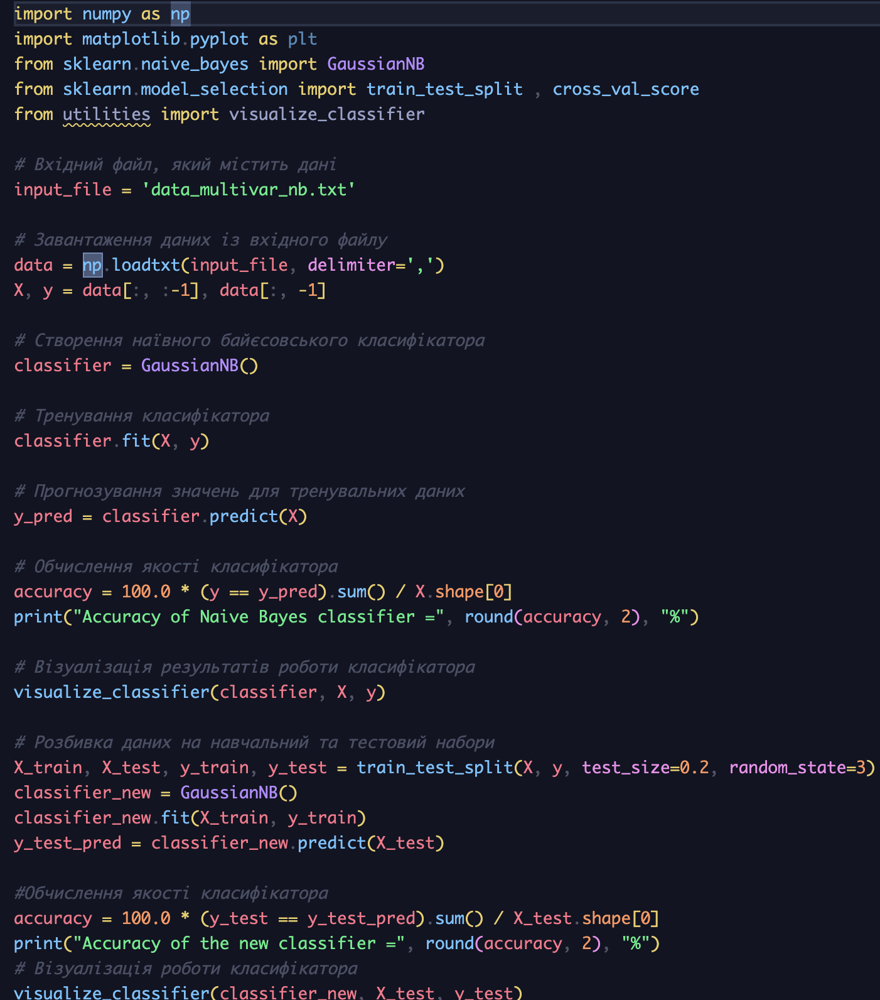 import numpy as np
import matplotlib.pyplot as plt
from sklearn.naive_bayes import GaussianNB
from sklearn.model_selection import train_test_split , cross_val_score
from utilities import visualize_classifier
# Вхідний файл, який містить дані
input_file = 'data_multivar_nb.txt'
# Завантаження даних із вхідного файлу
data = np.loadtxt(input_file, delimiter=',')
X, y = data[:, :-1], data[:, -1]
# Створення наївного байєсовського класифікатора
classifier = GaussianNB()
# Тренування класифікатора
classifier.fit(X, y)
# Прогнозування значень для тренувальних даних
y_pred = classifier.predict(X)
# Обчислення якості класифікатора
accuracy = 100.0 * (y == y_pred).sum() / X.shape[0]
print("Accuracy of Naive Bayes classifier =", round(accuracy, 2), "%")
# Візуалізація результатів роботи класифікатора
visualize_classifier(classifier, X, y)
# Розбивка даних на навчальний та тестовий набори
X_train, X_test, y_train, y_test = train_test_split(X, y, test_size=0.2, random_state=3)
classifier_new = GaussianNB()
classifier_new.fit(X_train, y_train)
y_test_pred = classifier_new.predict(X_test)
#Обчислення якості класифікатора
accuracy = 100.0 * (y_test == y_test_pred).sum() / X_test.shape[0]
print("Accuracy of the new classifier =", round(accuracy, 2), "%")
# Візуалізація роботи класифікатора
visualize_classifier(classifier_new, X_test, y_test)